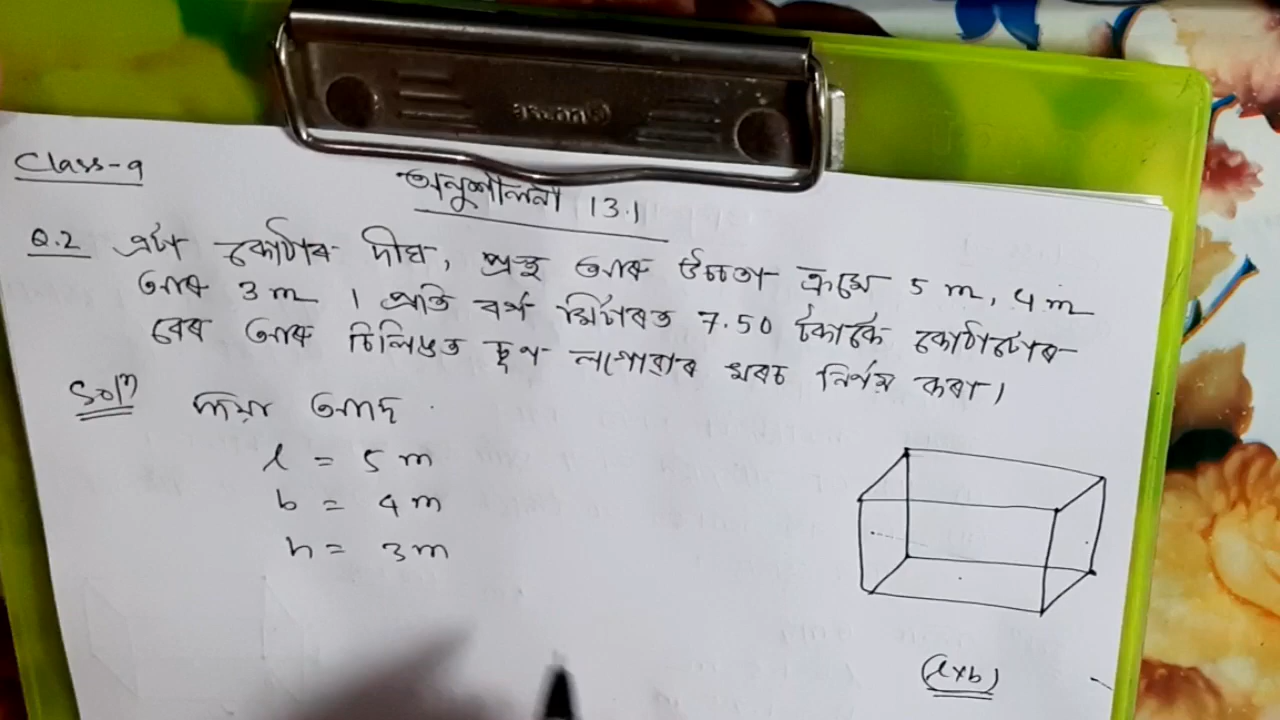 Class-9
অনুশীলনী 13.1
Q.2 এটা কোঠাৰ দীঘ, প্ৰস্থ আৰু উচ্চতা ক্ৰমে 5 m, 4 m
আৰু 3 m । প্ৰতি বৰ্গ মিটাৰত 7.50 টকাকৈ কোঠাটোৰ
বেৰ আৰু চিলিঙত চূণ লগোৱাৰ খৰচ নিৰ্ণয় কৰা।
Solⁿ দিয়া আছে
l = 5 m
b = 4 m
h = 3 m
(l×b)